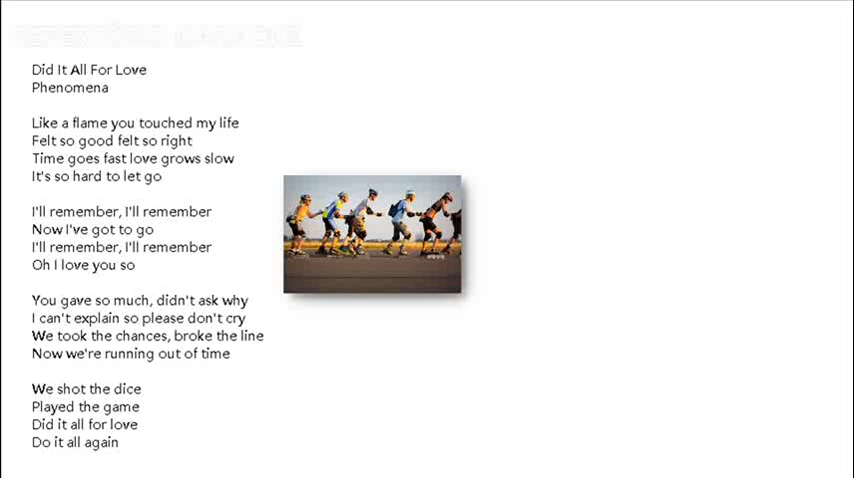 Did It All For Love
Phenomena
Like a flame you touched my life
Felt so good felt so right
Time goes fast love grows slow
It's so hard to let go
I'll remember, I'll remember
Now I've got to go
I'll remember, I'll remember
Oh I love you so
You gave so much, didn't ask why
I can't explain so please don't cry
We took the chances, broke the line
Now we're running out of time
We shot the dice
Played the game
Did it all for love
Do it all again